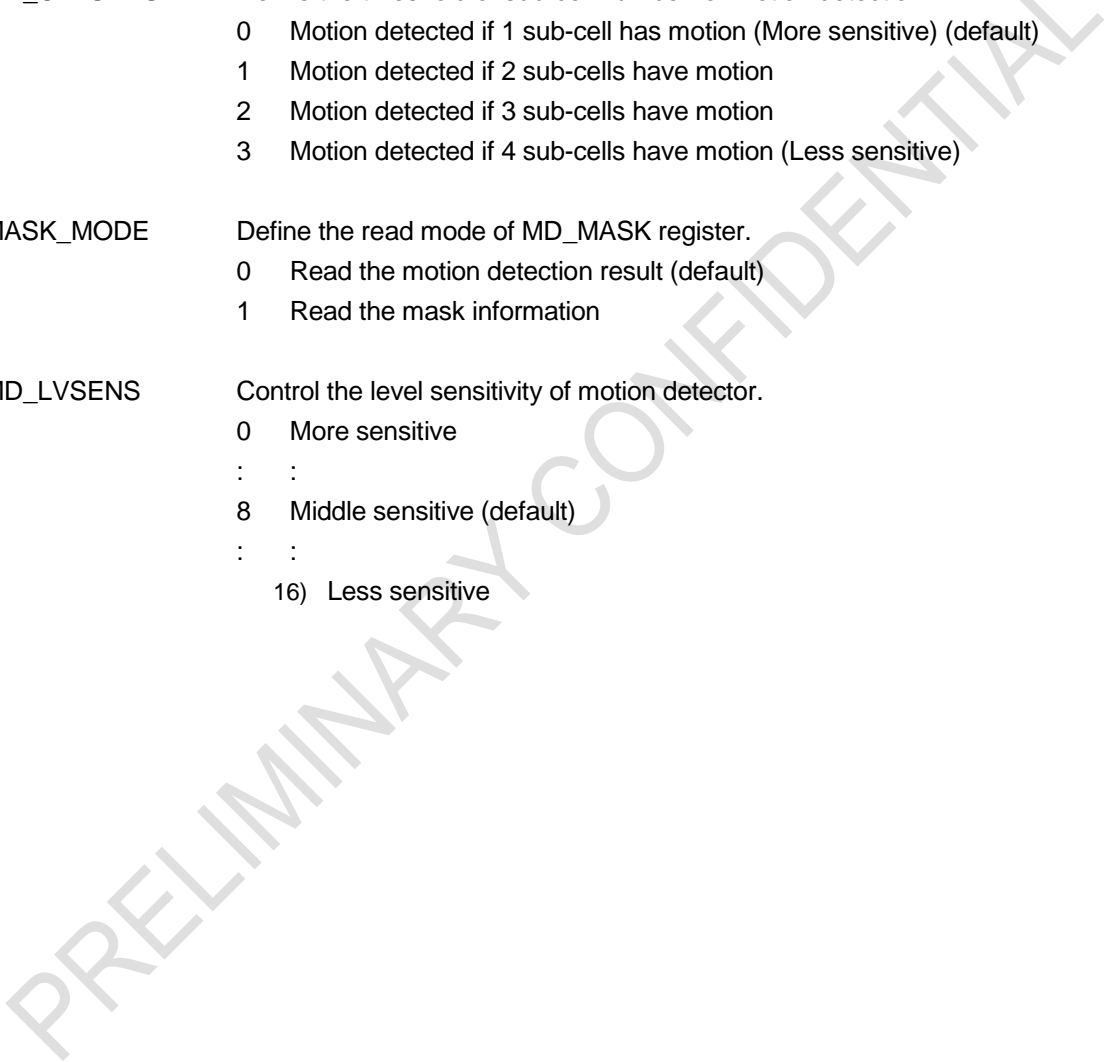 0 Motion detected if 1 sub-cell has motion (More sensitive) (default)
1 Motion detected if 2 sub-cells have motion
2 Motion detected if 3 sub-cells have motion
3 Motion detected if 4 sub-cells have motion (Less sensitive)
MASK_MODE Define the read mode of MD_MASK register.
0 Read the motion detection result (default)
1 Read the mask information
MD_LVSENS Control the level sensitivity of motion detector.
0 More sensitive
: :
8 Middle sensitive (default)
: :
16) Less sensitive
PRELIMINARY CONFIDENTIAL